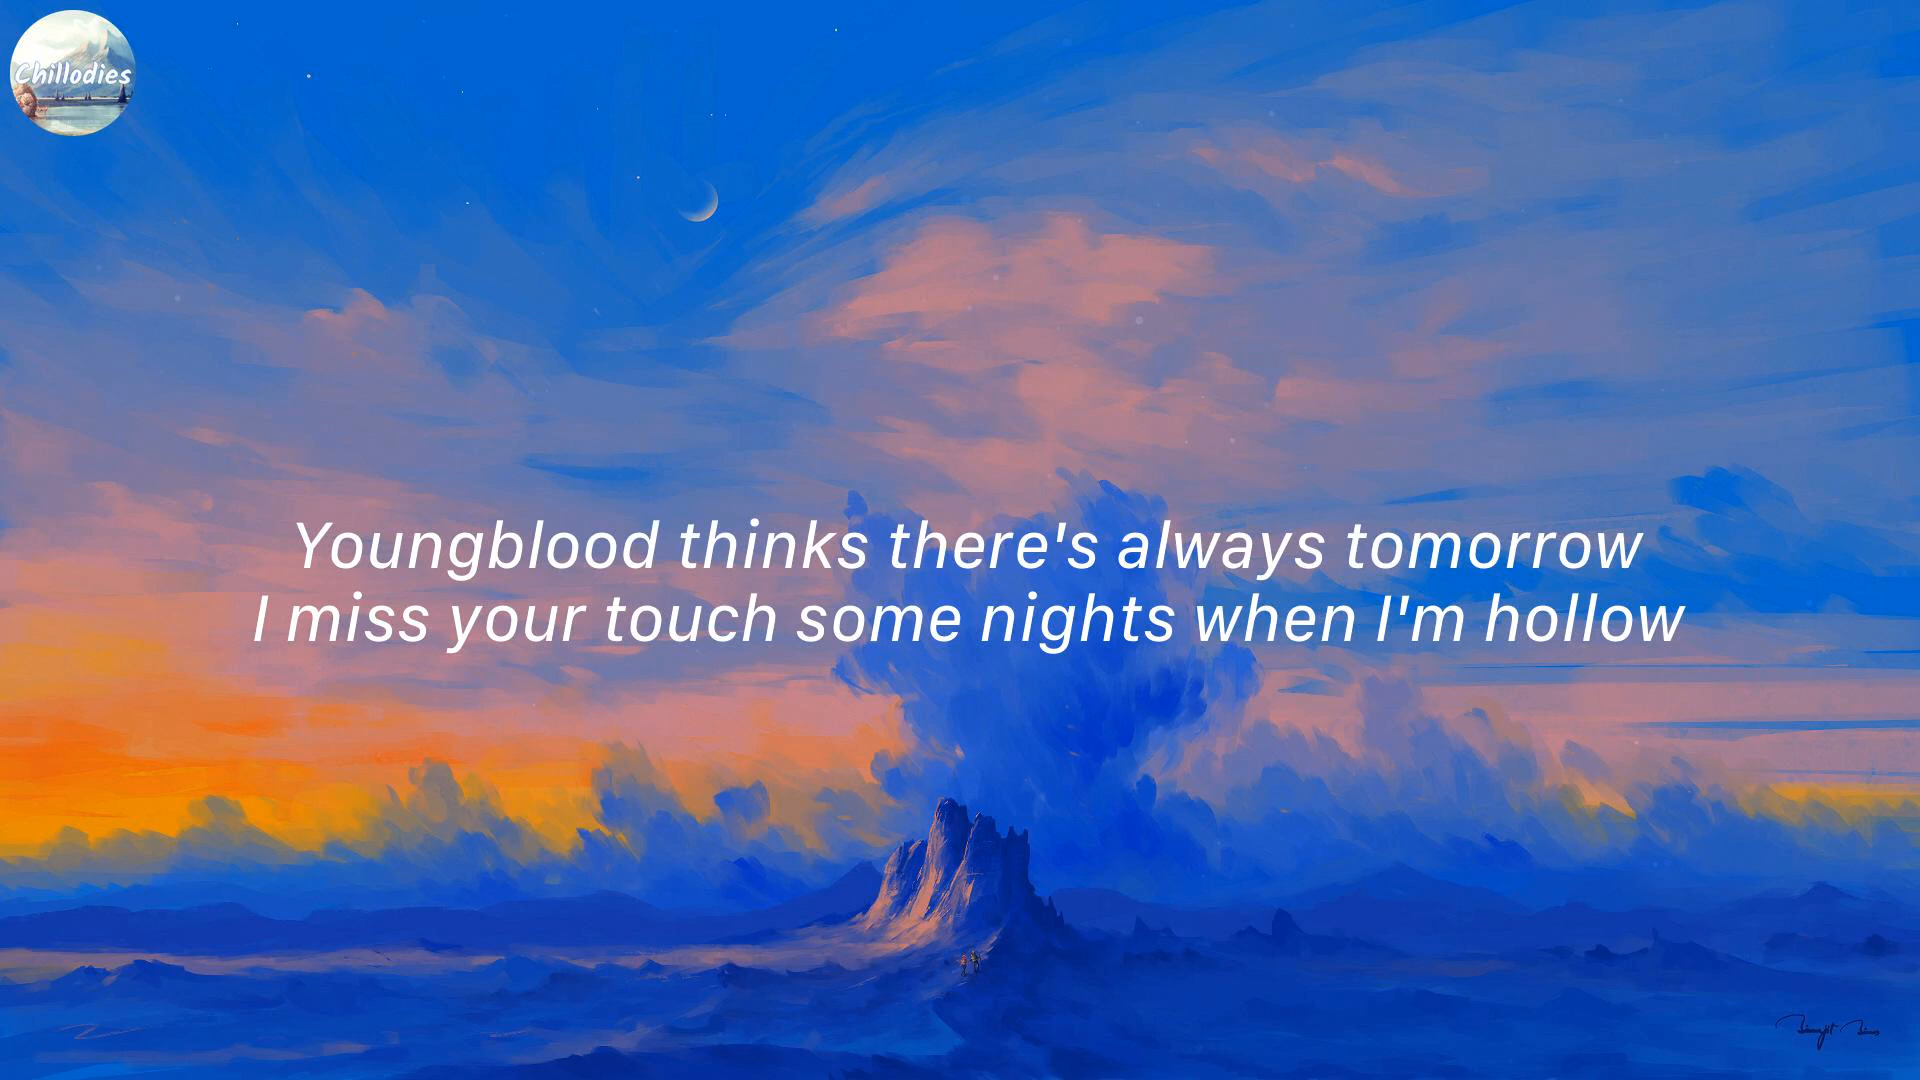 Chillodies
Youngblood thinks there's always tomorrow
I miss your touch some nights when I'm hollow